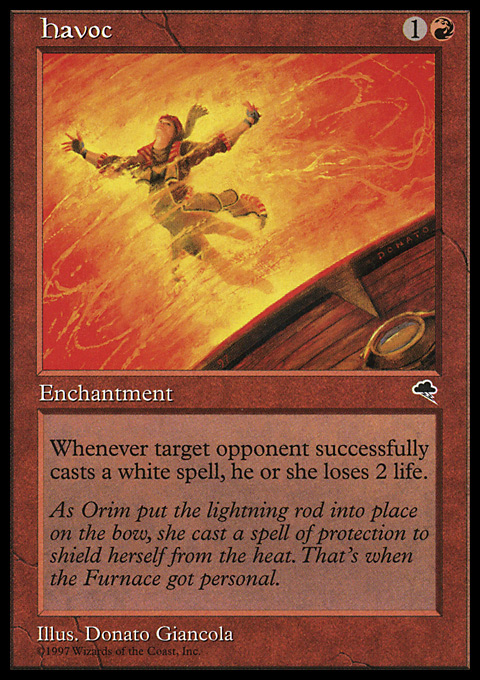 Havoc
1
DONATO
97
Enchantment
Whenever target opponent successfully
casts a white spell, he or she loses 2 life.
As Orim put the lightning rod into place
on the bow, she cast a spell of protection to
shield herself from the heat. That's when
the Furnace got personal.
Illus. Donato Giancola
©1997 Wizards of the Coast, Inc.